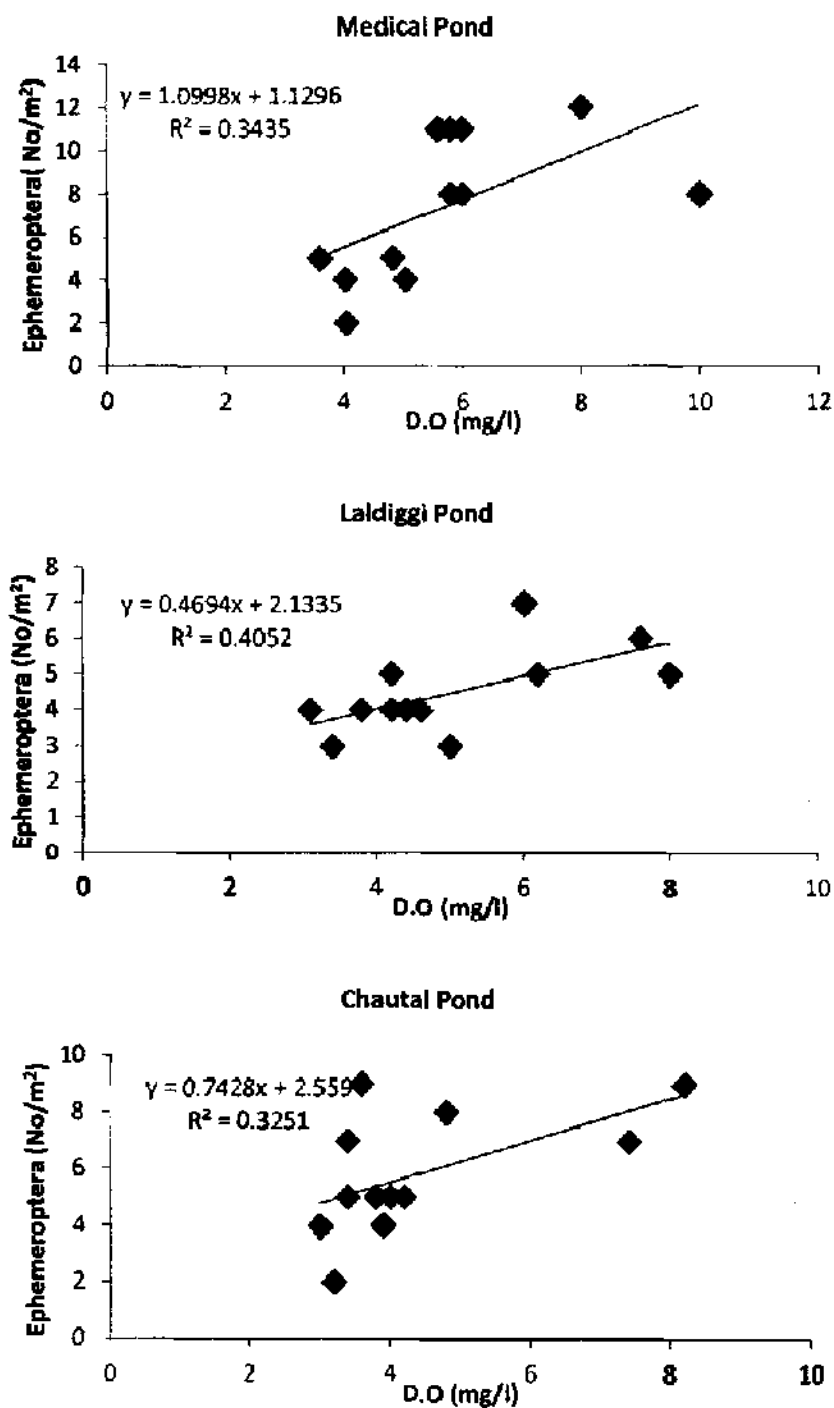 Medical Pond
Ephemeroptera( No/m²)
14
12
10
8
6
4
2
0
y = 1.0998x + 1.1296
R² = 0.3435
0 2 4 6 8 10 12
D.O (mg/l)
Laldiggi Pond
Ephemeroptera (No/m²)
8
7
6
5
4
3
2
1
0
y = 0.4694x + 2.1335
R² = 0.4052
0 2 4 6 8 10
D.O (mg/l)
Chautal Pond
Ephemeroptera (No/m²)
10
8
6
4
2
0
y = 0.7428x + 2.559
R² = 0.3251
0 2 4 6 8 10
D.O (mg/l)